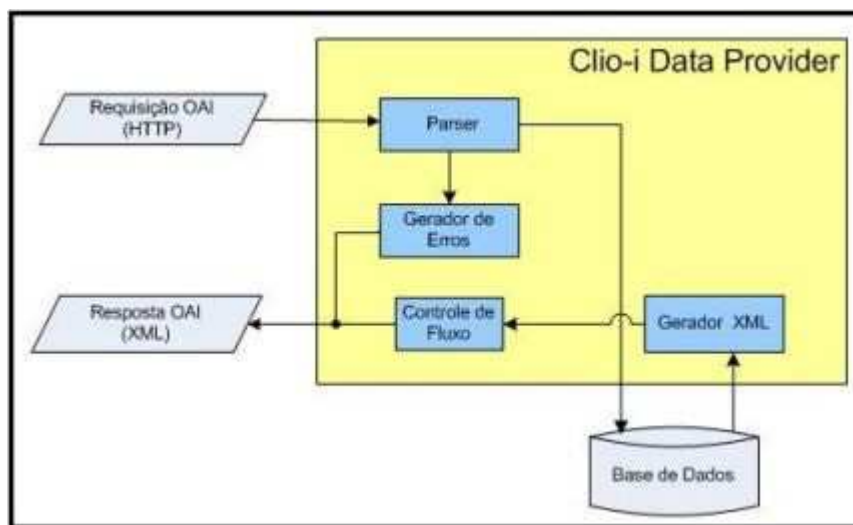 Clio-i Data Provider
Requisição OAI
(HTTP)
Parser
Gerador de
Erros
Resposta OAI
(XML)
Controle de
Fluxo
Gerador XML
Base de Dados